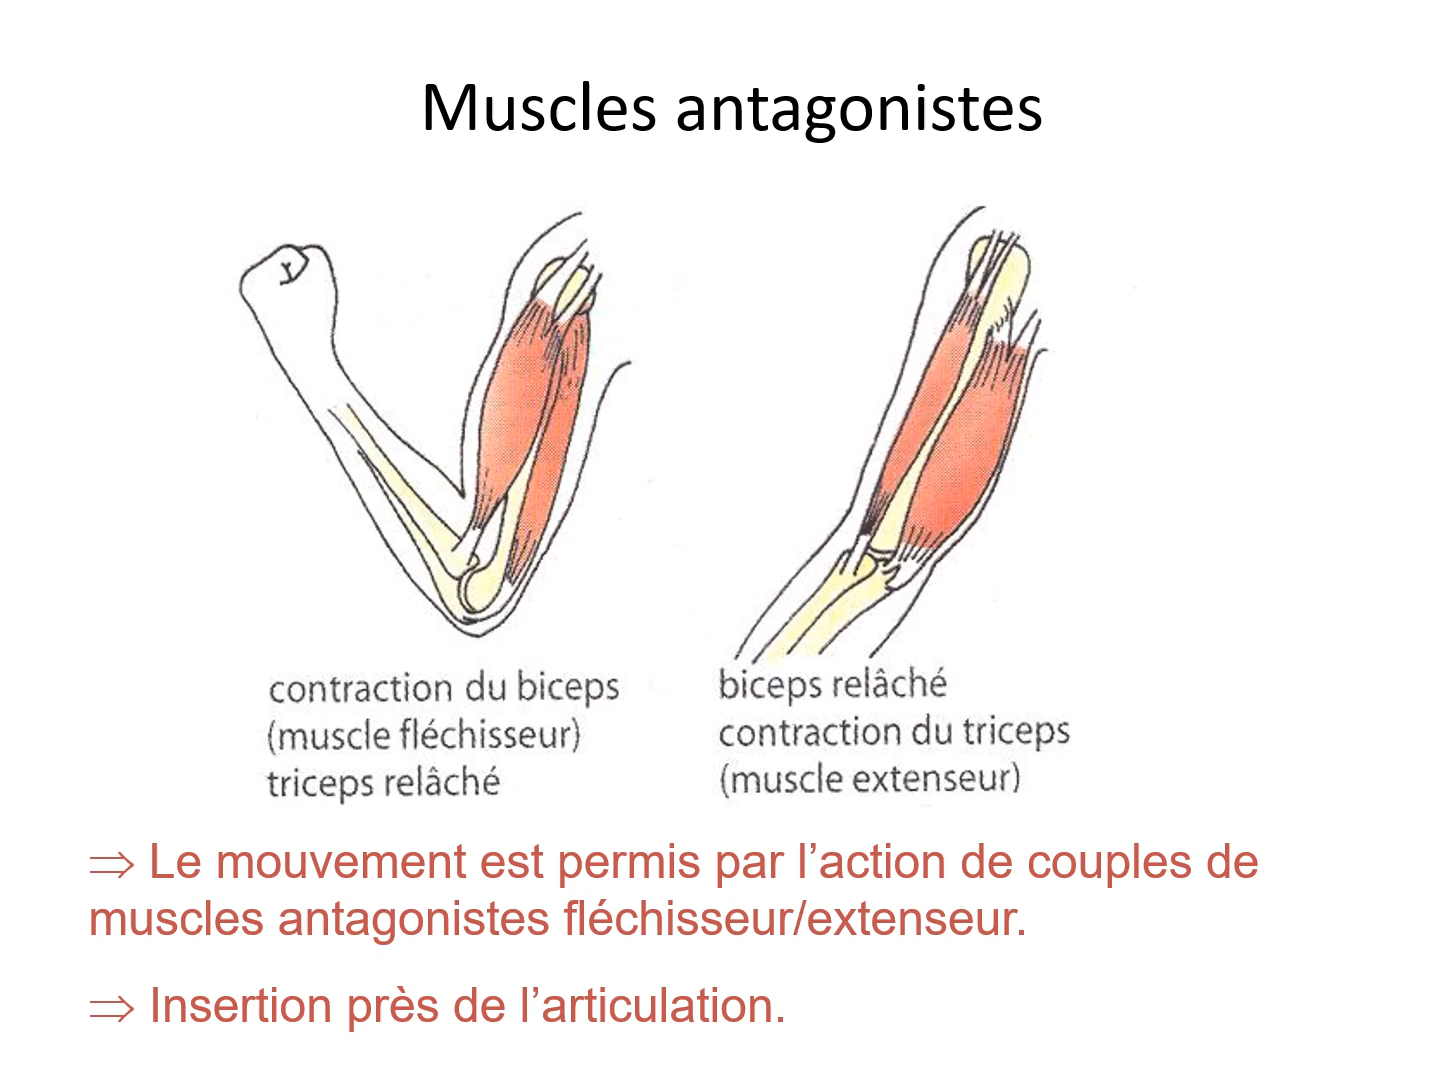 Muscles antagonistes
contraction du biceps
(muscle fléchisseur)
triceps relâché
biceps relâché
contraction du triceps
(muscle extenseur)
⇒ Le mouvement est permis par l’action de couples de
muscles antagonistes fléchisseur/extenseur.
⇒ Insertion près de l’articulation.